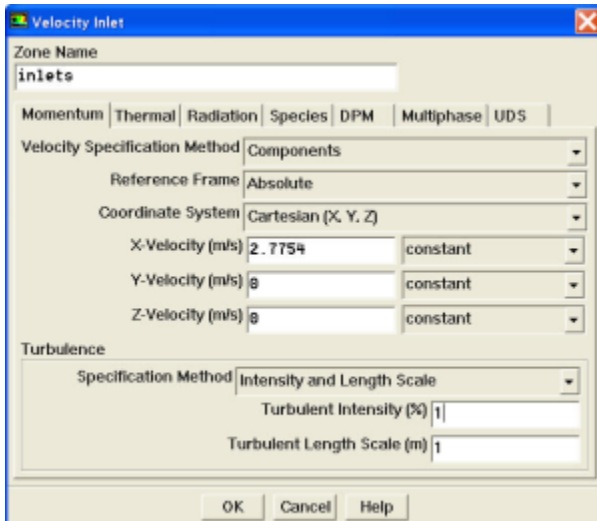 Velocity Inlet
Zone Name
inlets
Momentum Thermal Radiation Species DPM Multiphase UDS
Velocity Specification Method Components
Reference Frame Absolute
Coordinate System Cartesian (X, Y, Z)
X-Velocity (m/s) 2.7754 constant
Y-Velocity (m/s) 0 constant
Z-Velocity (m/s) 0 constant
Turbulence
Specification Method Intensity and Length Scale
Turbulent Intensity (%) 1
Turbulent Length Scale (m) 1
OK Cancel Help